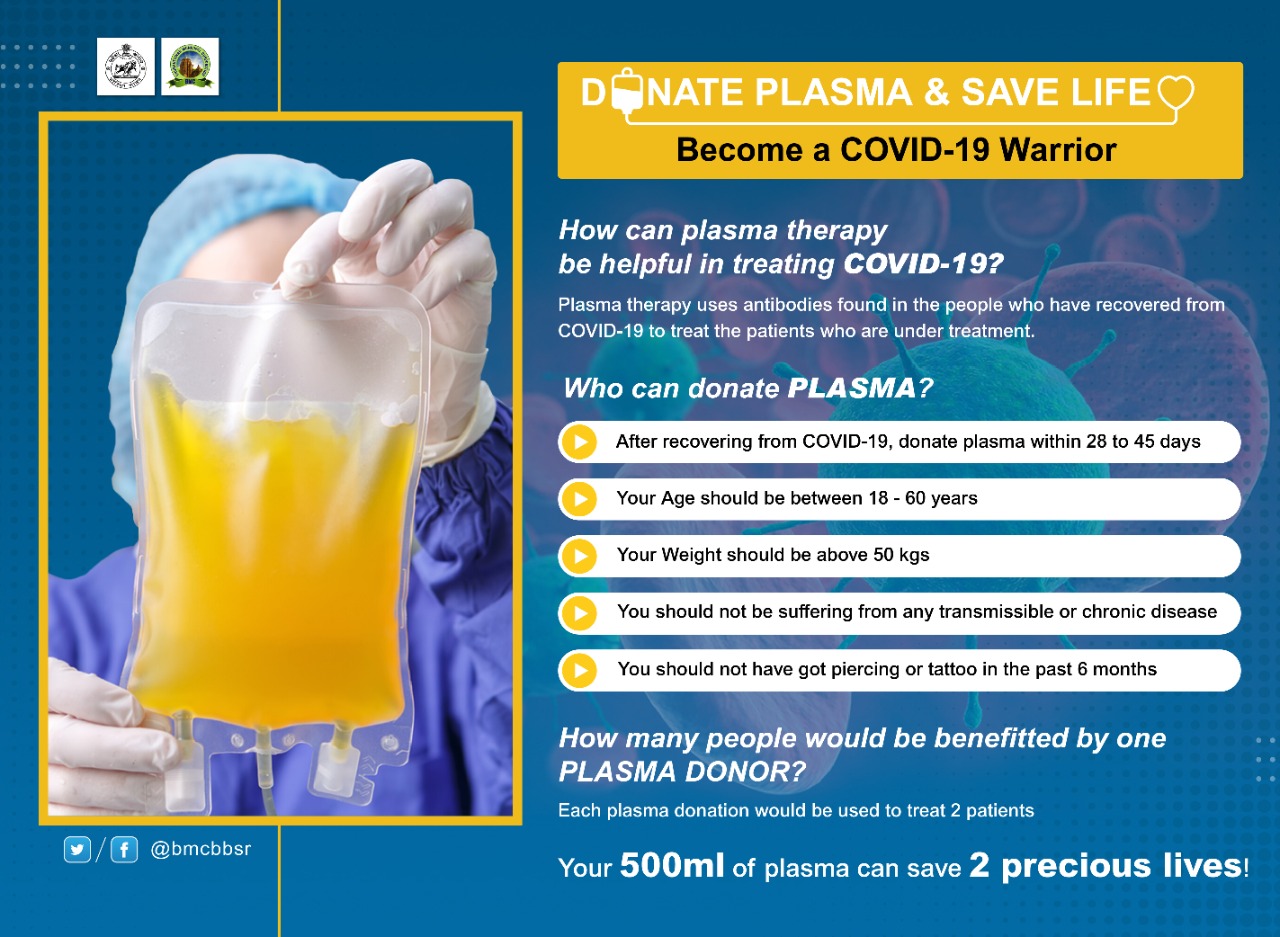 DONATE PLASMA & SAVE LIFE
Become a COVID-19 Warrior
How can plasma therapy
be helpful in treating COVID-19?
Plasma therapy uses antibodies found in the people who have recovered from
COVID-19 to treat the patients who are under treatment.
Who can donate PLASMA?
After recovering from COVID-19, donate plasma within 28 to 45 days
Your Age should be between 18 - 60 years
Your Weight should be above 50 kgs
You should not be suffering from any transmissible or chronic disease
You should not have got piercing or tattoo in the past 6 months
How many people would be benefitted by one
PLASMA DONOR?
Each plasma donation would be used to treat 2 patients
Your 500ml of plasma can save 2 precious lives!
@bmcbbsr